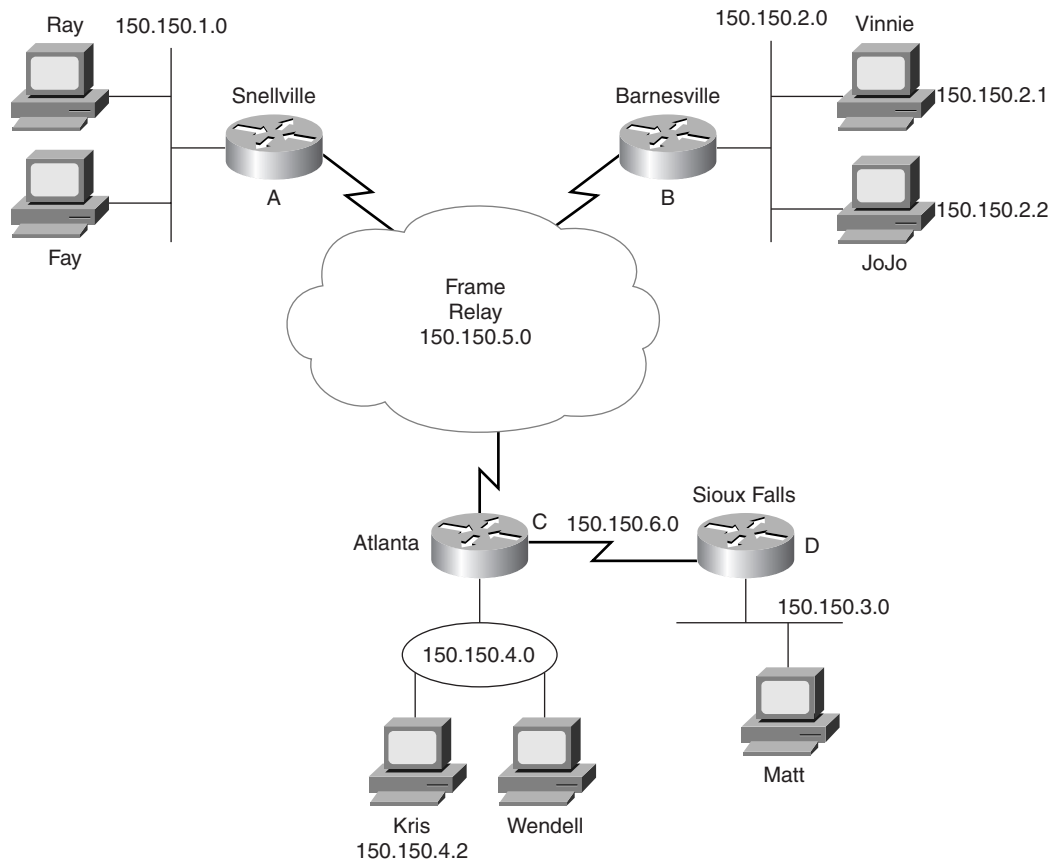 Ray
150.150.1.0
150.150.2.0
Vinnie
Snellville
Barnesville
150.150.2.1
A
B
150.150.2.2
Fay
JoJo
Frame
Relay
150.150.5.0
Sioux Falls
Atlanta
C
150.150.6.0
D
150.150.3.0
150.150.4.0
Matt
Kris
150.150.4.2
Wendell